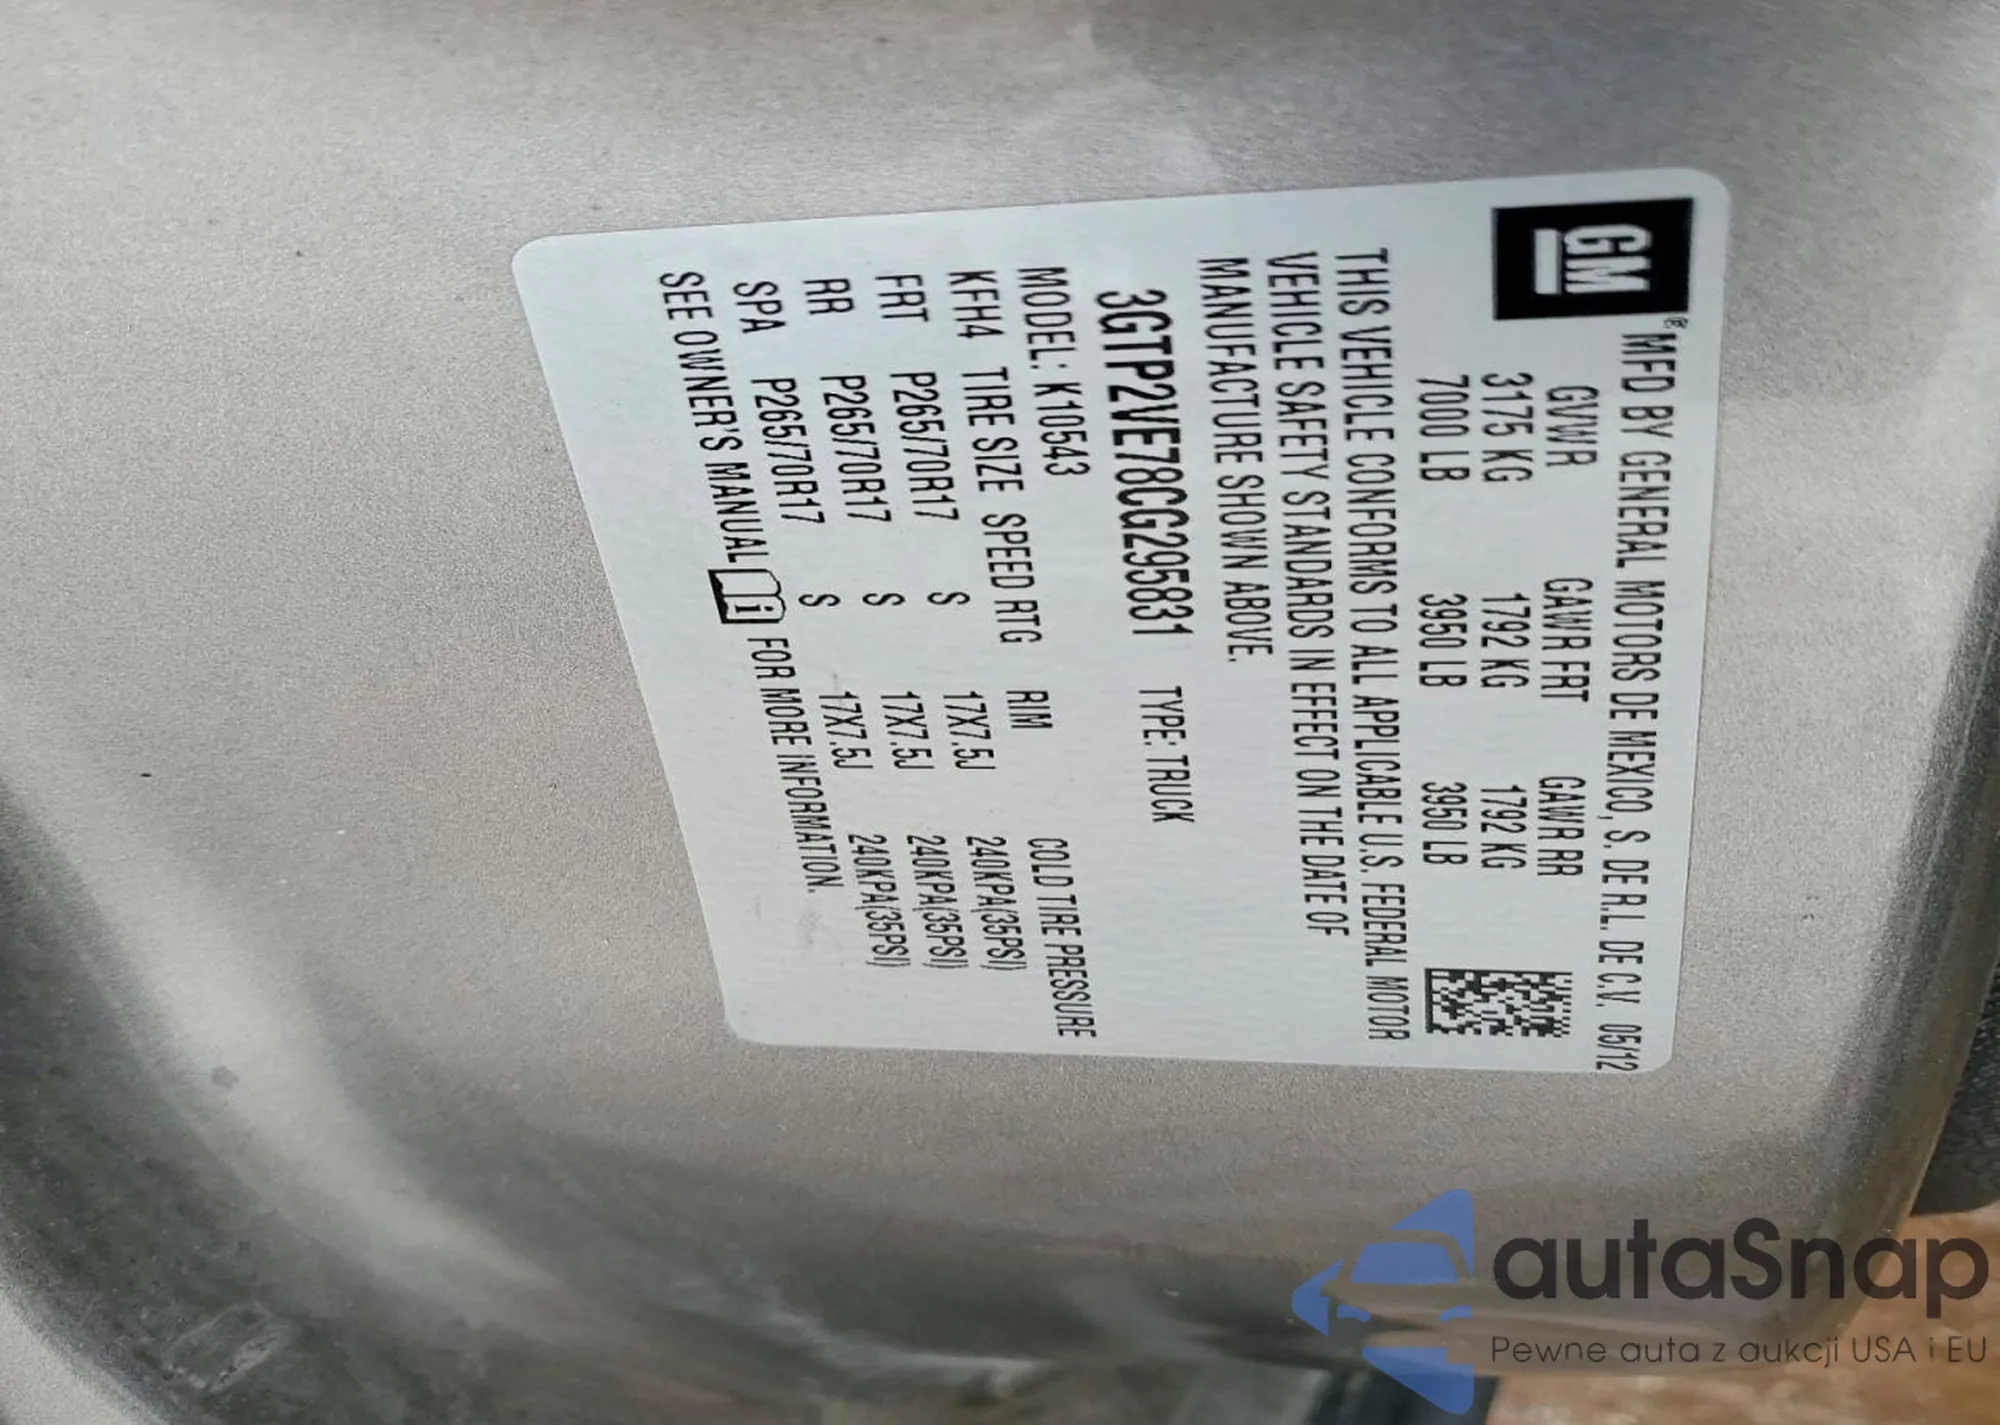 GM® MFD BY GENERAL MOTORS DE MEXICO, S. DE R.L. DE C.V. 05/12
GVWR GAWR FRT GAWR RR
3175 KG 1792 KG 1792 KG
7000 LB 3950 LB 3950 LB
THIS VEHICLE CONFORMS TO ALL APPLICABLE U.S. FEDERAL MOTOR
VEHICLE SAFETY STANDARDS IN EFFECT ON THE DATE OF
MANUFACTURE SHOWN ABOVE.
3GTP2VE78CG295831 TYPE: TRUCK
MODEL: K10543
KFH4 TIRE SIZE SPEED RTG RIM COLD TIRE PRESSURE
FRT P265/70R17 S 17X7.5J 240KPA(35PSI)
RR P265/70R17 S 17X7.5J 240KPA(35PSI)
SPA P265/70R17 S 17X7.5J 240KPA(35PSI)
SEE OWNER'S MANUAL i FOR MORE INFORMATION.
autaSnap
Pewne auta z aukcji USA i EU